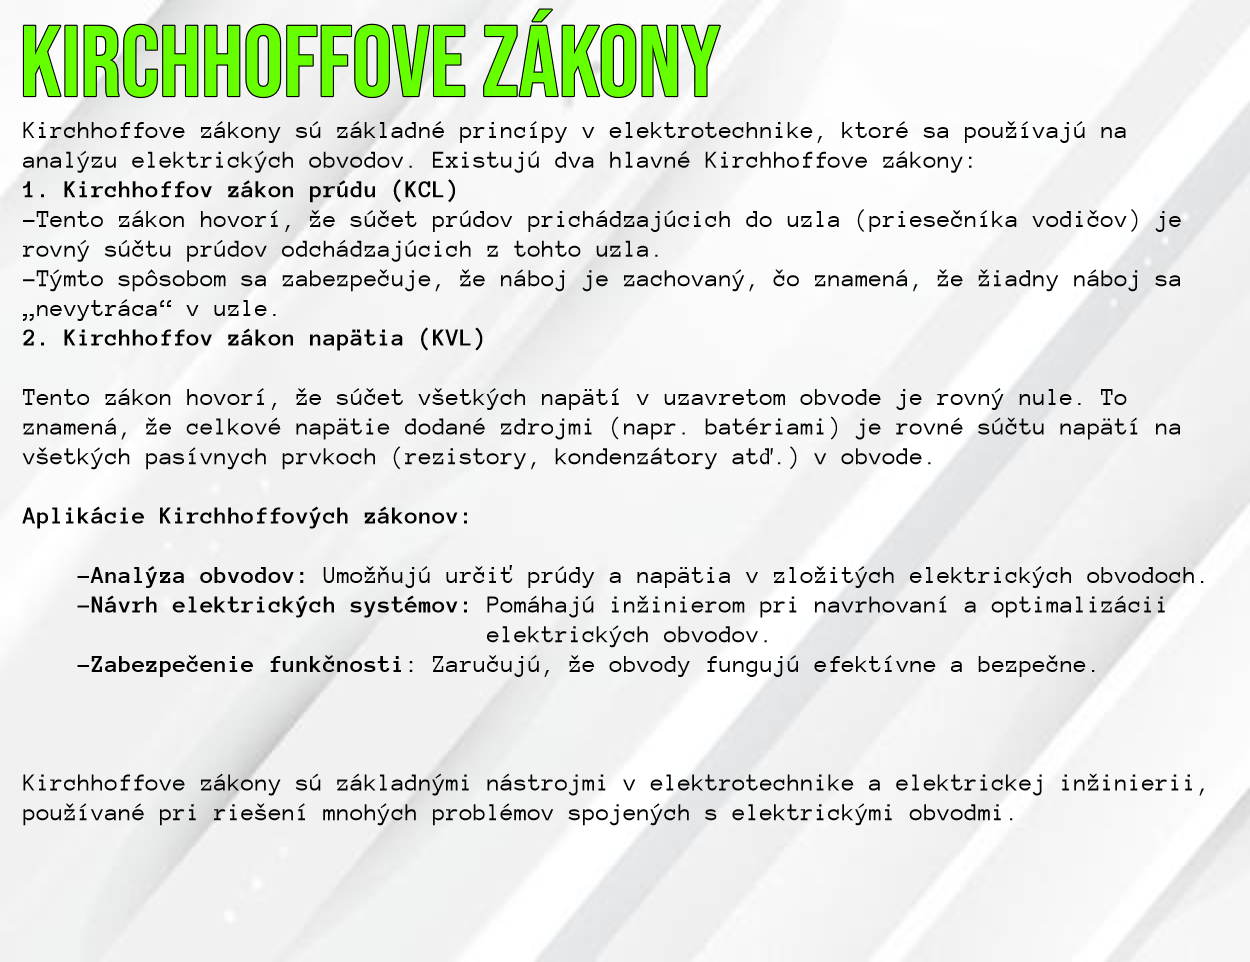 KIRCHHOFFOVE ZÁKONY
Kirchhoffove zákony sú základné princípy v elektrotechnike, ktoré sa používajú na
analýzu elektrických obvodov. Existujú dva hlavné Kirchhoffove zákony:
1. Kirchhoffov zákon prúdu (KCL)
-Tento zákon hovorí, že súčet prúdov prichádzajúcich do uzla (priesečníka vodičov) je
rovný súčtu prúdov odchádzajúcich z tohto uzla.
-Týmto spôsobom sa zabezpečuje, že náboj je zachovaný, čo znamená, že žiadny náboj sa
„nevytráca“ v uzle.
2. Kirchhoffov zákon napätia (KVL)
Tento zákon hovorí, že súčet všetkých napätí v uzavretom obvode je rovný nule. To
znamená, že celkové napätie dodané zdrojmi (napr. batériami) je rovné súčtu napätí na
všetkých pasívnych prvkoch (rezistory, kondenzátory atď.) v obvode.
Aplikácie Kirchhoffových zákonov:
-Analýza obvodov: Umožňujú určiť prúdy a napätia v zložitých elektrických obvodoch.
-Návrh elektrických systémov: Pomáhajú inžinierom pri navrhovaní a optimalizácii
elektrických obvodov.
-Zabezpečenie funkčnosti: Zaručujú, že obvody fungujú efektívne a bezpečne.
Kirchhoffove zákony sú základnými nástrojmi v elektrotechnike a elektrickej inžinierii,
používané pri riešení mnohých problémov spojených s elektrickými obvodmi.